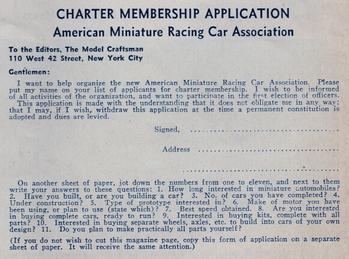 CHARTER MEMBERSHIP APPLICATION
American Miniature Racing Car Association
To the Editors, The Model Craftsman
110 West 42 Street, New York City
Gentlemen:
I want to help organize the new American Miniature Racing Car Association. Please
put my name on your list of applicants for charter membership. I wish to be informed
of all activities of the organization, and want to participate in the first election of officers.
This application is made with the understanding that it does not obligate me in any way;
that I may, if I wish, withdraw this application at the time a permanent constitution is
adopted and dues are levied.
Signed,
Address
On another sheet of paper, jot down the numbers from one to eleven, and next to them
write your answers to these questions: 1. How long interested in miniature automobiles?
2. Have you built, or are you building a car? 3. No. of cars you have completed? 4.
Under construction? 5. Type of prototype interested in? 6. Make of motor you have
been using, or plan to use (state which)? 7. Best speed obtained. 8. Are you interested
in buying complete cars, ready to run? 9. Interested in buying kits, complete with all
parts? 10. Interested in buying separate wheels, axles, etc. to build into cars of your own
design? 11. Do you plan to make practically all parts yourself?
(If you do not wish to cut this magazine page, copy this form of application on a separate
sheet of paper. It will receive the same attention.)